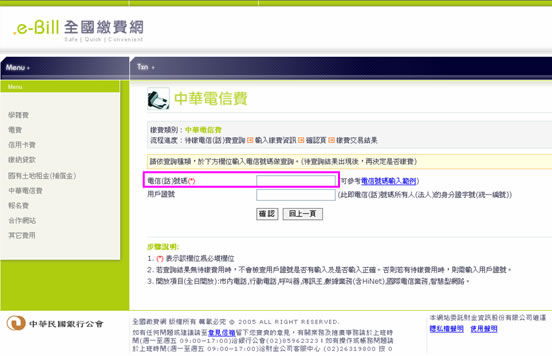 e-Bill 全國繳費網
Safe | Quick | Convenient
Menu
Txn
Menu
學雜費
電費
信用卡費
繳納貸款
國有土地租金(補償金)
中華電信費
報名費
合作網站
其它費用
中華電信費
繳費類別：中華電信費
流程進度：待繳電信(話)費查詢 輸入繳費資訊 確認頁 繳費交易結果
請依查詢種類，於下方欄位輸入電信號碼做查詢。(待查詢結果出現後，再決定是否繳費)
電信(話)號碼(*) 可參考電信號碼輸入範例)
用戶證號 (此即電信(話)號碼所有人(法人)的身分證字號(統一編號))
確認 回上一頁
步驟說明:
1. (*) 表示該欄位為必填欄位
2. 若查詢結果無待繳費用時，不會檢查用戶證號是否有輸入及是否輸入正確。否則若有待繳費用時，則需輸入用戶證號。
3. 開放項目(全日開放):市內電話,行動電話,呼叫器,傳訊王,數據業務(含HiNet),國際電信業務,智慧型網路。
中華民國銀行公會
全國繳費網 版權所有 轉載必究 © 2005 ALL RIGHT RESERVED.
如有任何問題或建議請至意見信箱留下您寶貴的意見，有關業務及推廣事務請於上班時
間(週一至週五 09:00~17:00)洽銀行公會(02)85962331 如有操作或帳務問題請
於上班時間(週一至週五 09:00~17:00)洽財金公司客服中心 (02)26319800 按 0
本網站委託財金資訊股份有限公司維運
隱私權聲明 使用聲明